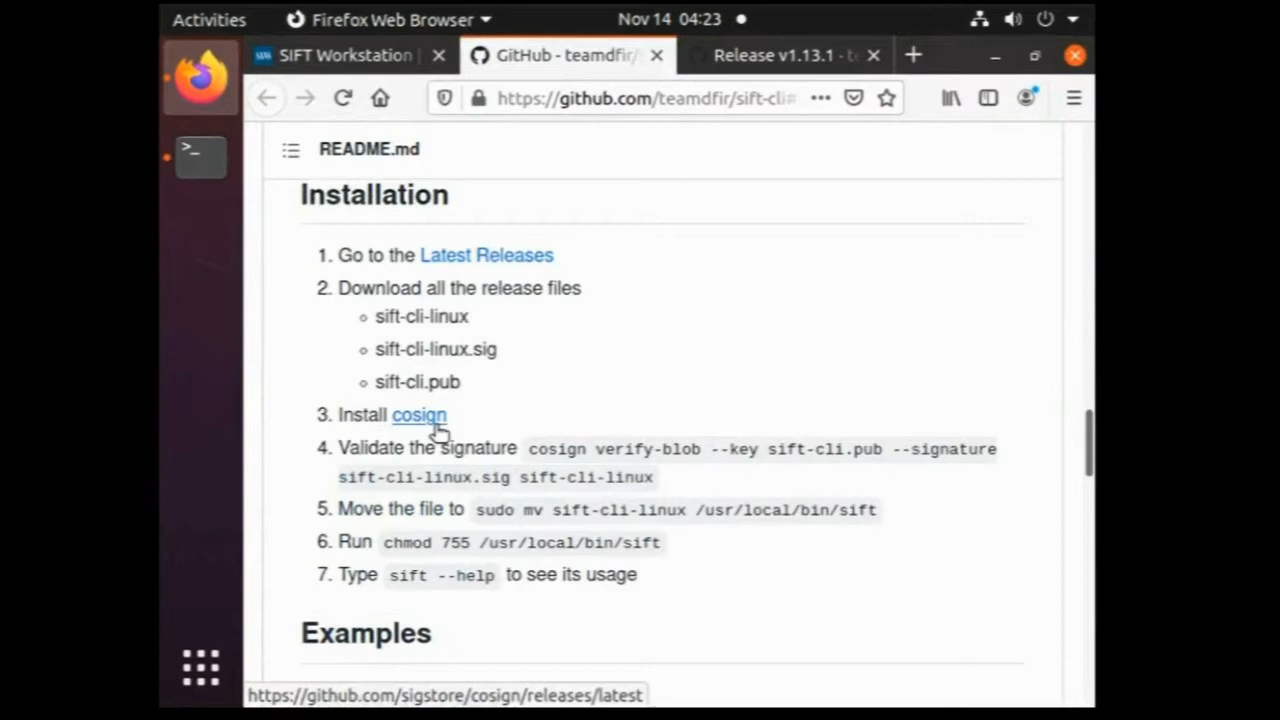 Activities Firefox Web Browser Nov 14 04:23
SIFT Workstation GitHub - teamdfir/ Release v1.13.1 - t
https://github.com/teamdfir/sift-cli#
README.md
Installation
1. Go to the Latest Releases
2. Download all the release files
sift-cli-linux
sift-cli-linux.sig
sift-cli.pub
3. Install cosign
4. Validate the signature cosign verify-blob --key sift-cli.pub --signature
sift-cli-linux.sig sift-cli-linux
5. Move the file to sudo mv sift-cli-linux /usr/local/bin/sift
6. Run chmod 755 /usr/local/bin/sift
7. Type sift --help to see its usage
Examples
https://github.com/sigstore/cosign/releases/latest